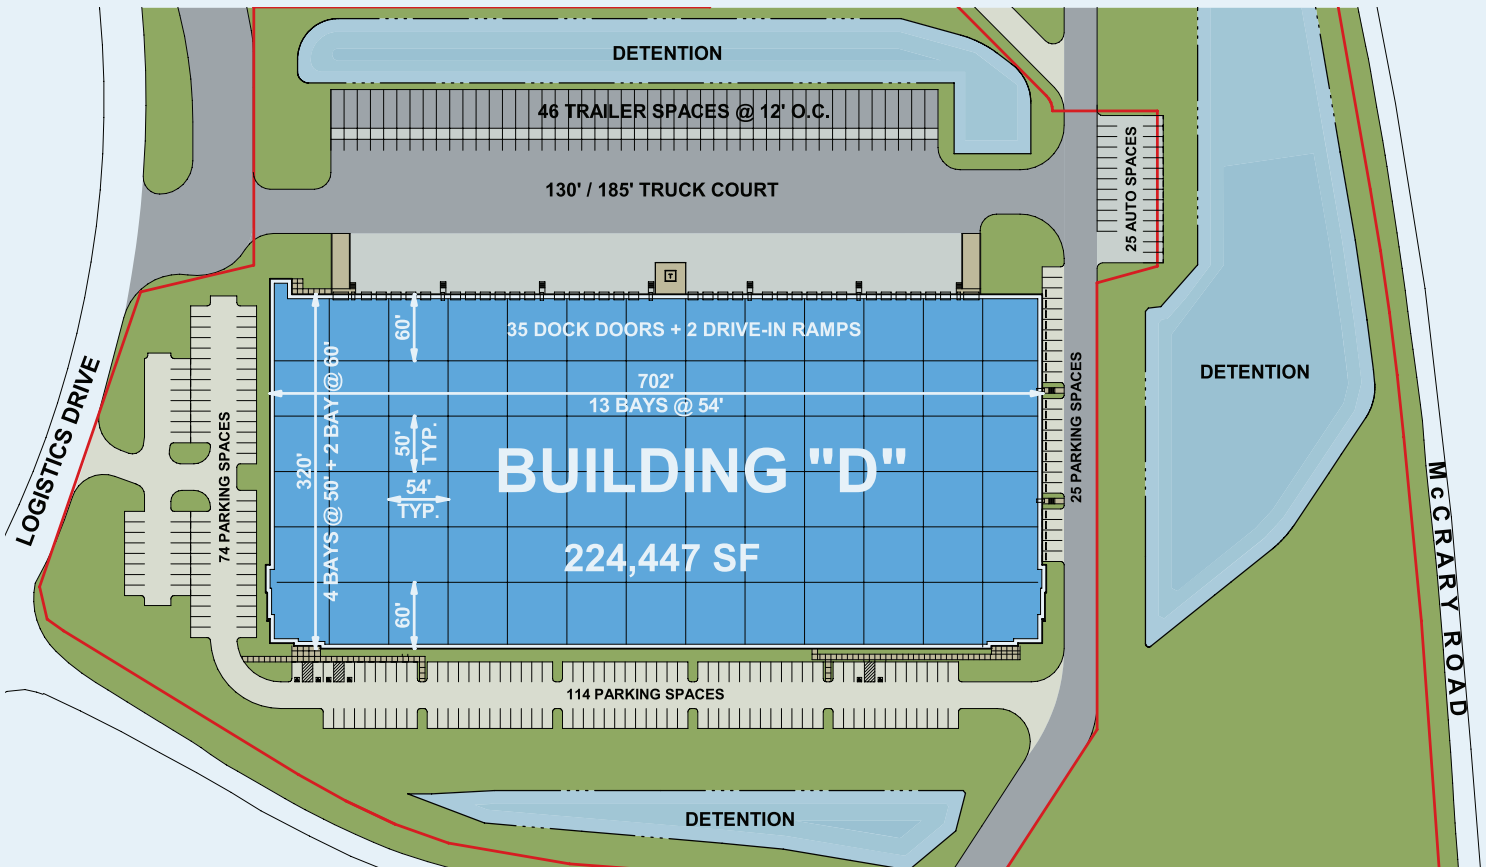 DETENTION
46 TRAILER SPACES @ 12' O.C.
130' / 185' TRUCK COURT
25 AUTO SPACES
T
35 DOCK DOORS + 2 DRIVE-IN RAMPS
60'
702'
13 BAYS @ 54'
320'
4 BAYS @ 50' + 2 BAY @ 60'
50'
TYP.
54'
TYP.
BUILDING "D"
224,447 SF
60'
LOGISTICS DRIVE
74 PARKING SPACES
25 PARKING SPACES
DETENTION
McCRARY ROAD
114 PARKING SPACES
DETENTION